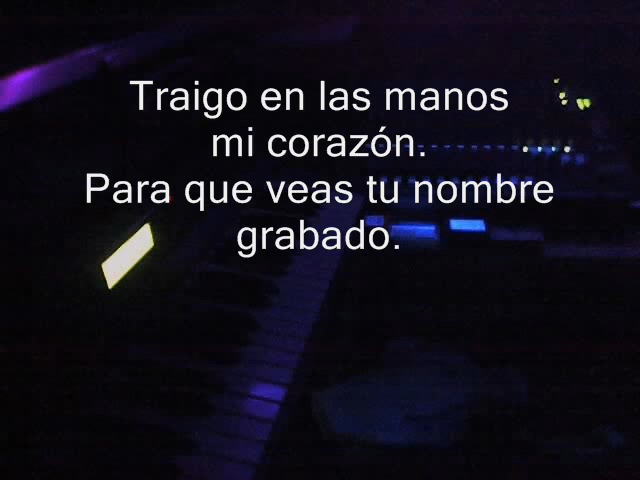 Traigo en las manos
mi corazón.
Para que veas tu nombre
grabado.